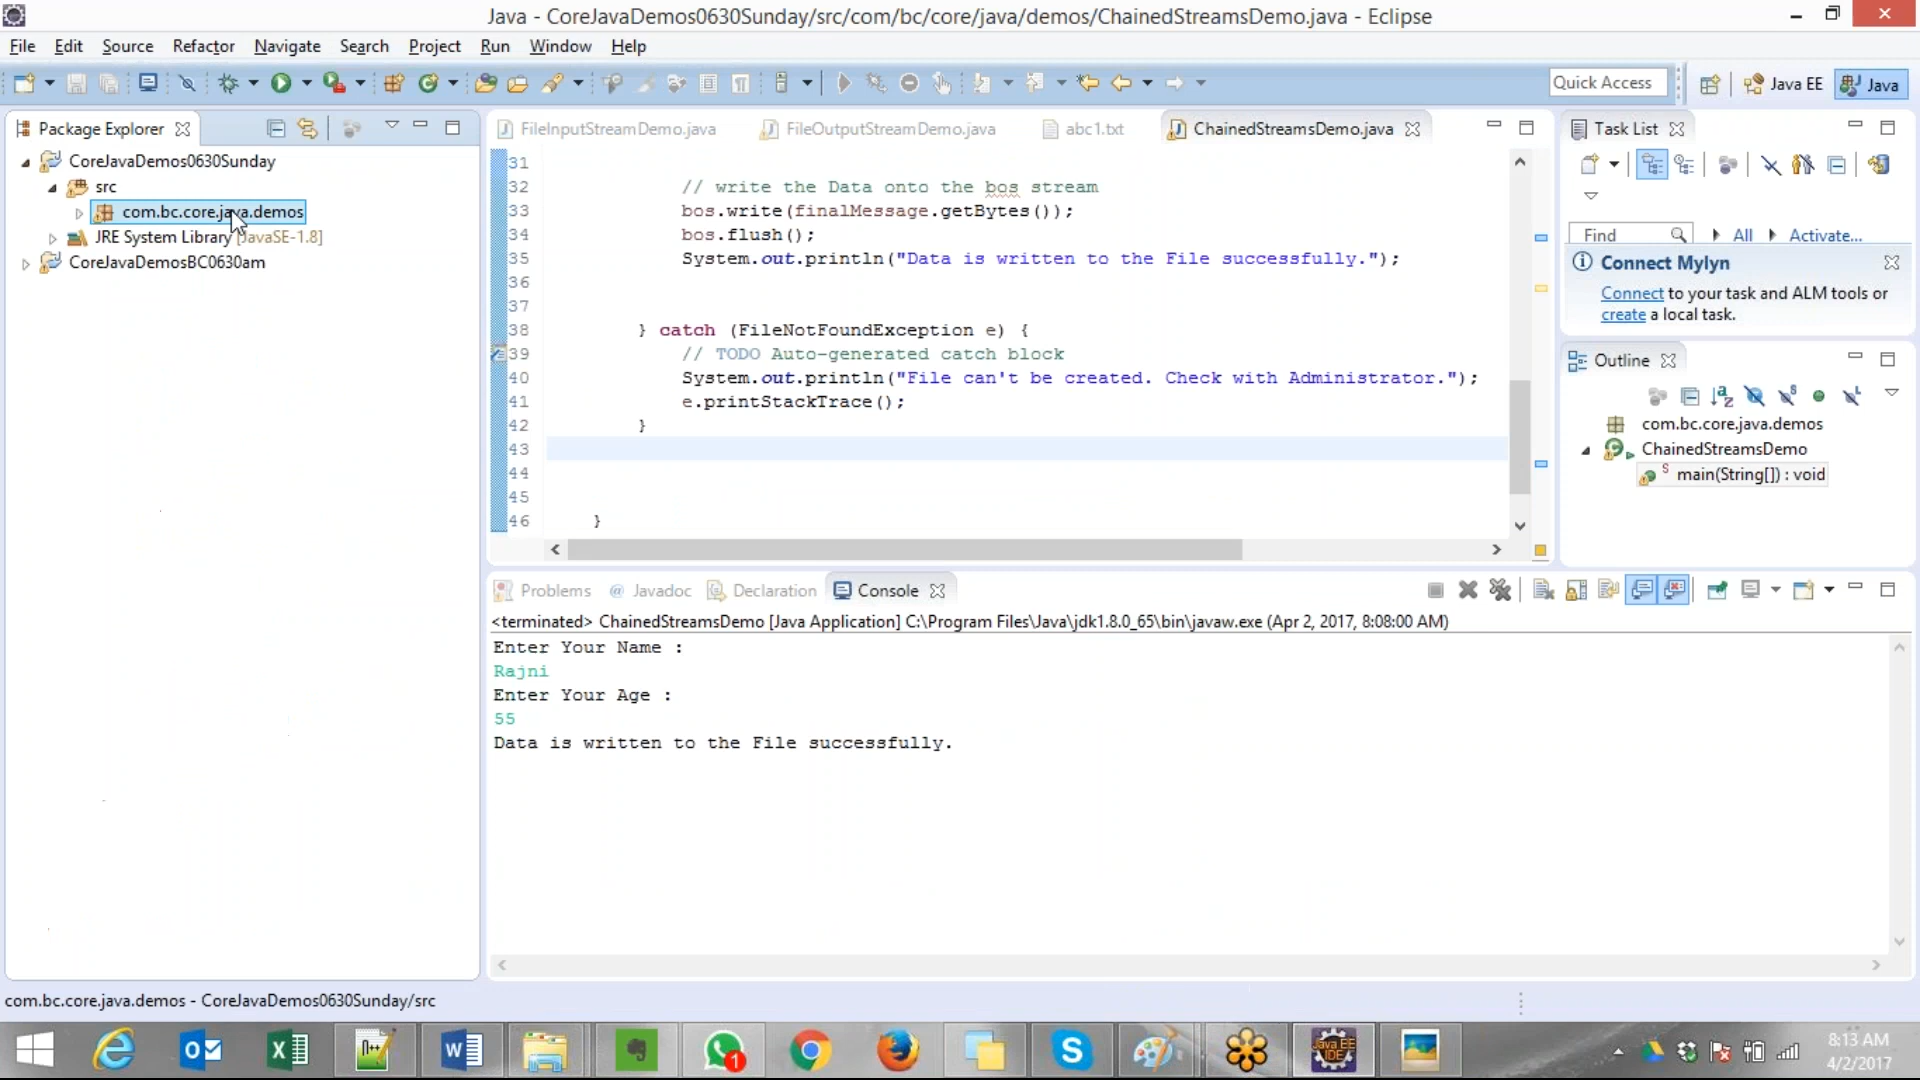 Java - CoreJavaDemos0630Sunday/src/com/bc/core/java/demos/ChainedStreamsDemo.java - Eclipse
File Edit Source Refactor Navigate Search Project Run Window Help
Quick Access
Java EE
Java
Package Explorer
CoreJavaDemos0630Sunday
src
com.bc.core.java.demos
JRE System Library [JavaSE-1.8]
CoreJavaDemosBC0630am
FileInputStreamDemo.java FileOutputStreamDemo.java abc1.txt ChainedStreamsDemo.java
31
32 // write the Data onto the bos stream
33 bos.write(finalMessage.getBytes());
34 bos.flush();
35 System.out.println("Data is written to the File successfully.");
36
37
38 } catch (FileNotFoundException e) {
39 // TODO Auto-generated catch block
40 System.out.println("File can't be created. Check with Administrator.");
41 e.printStackTrace();
42 }
43
44
45
46 }
Task List
Find All Activate...
Connect Mylyn
Connect to your task and ALM tools or
create a local task.
Outline
com.bc.core.java.demos
ChainedStreamsDemo
main(String[]) : void
Problems @ Javadoc Declaration Console
<terminated> ChainedStreamsDemo [Java Application] C:\Program Files\Java\jdk1.8.0_65\bin\javaw.exe (Apr 2, 2017, 8:08:00 AM)
Enter Your Name :
Rajni
Enter Your Age :
55
Data is written to the File successfully.
com.bc.core.java.demos - CoreJavaDemos0630Sunday/src
Java EE
IDE
1
8:13 AM
4/2/2017